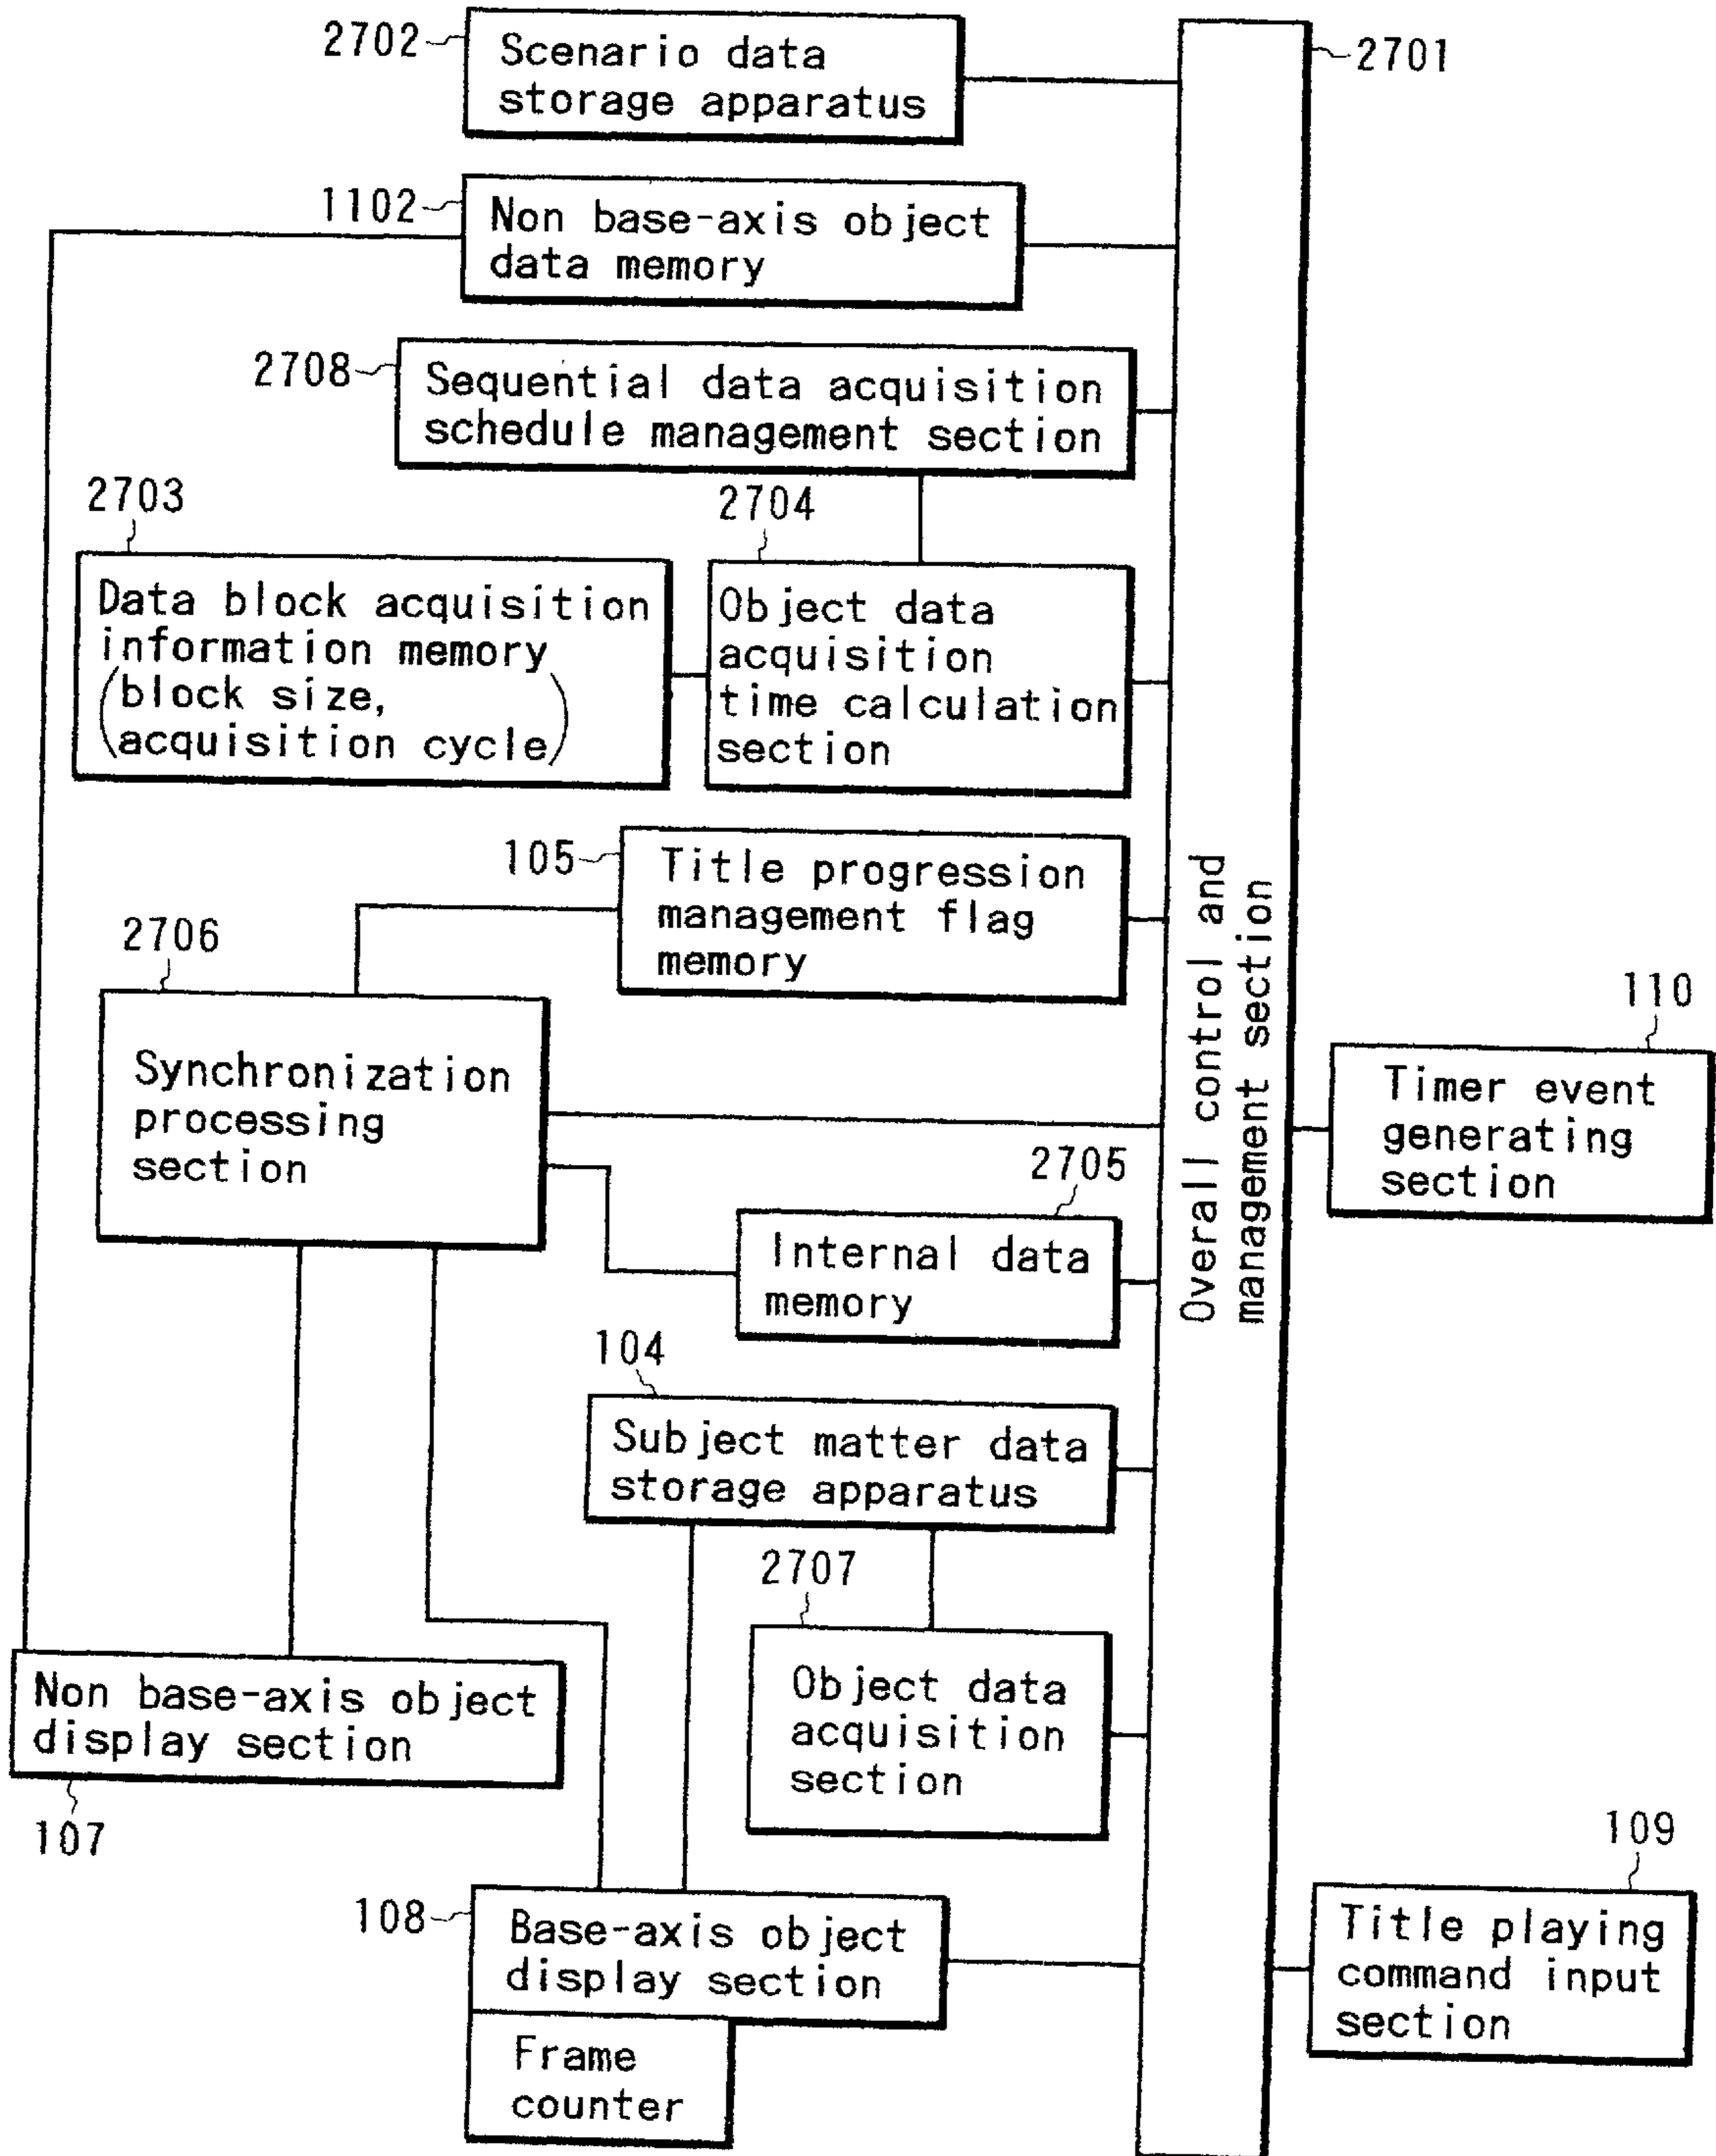 2702
Scenario data
storage apparatus
2701
1102
Non base-axis object
data memory
2708
Sequential data acquisition
schedule management section
2703
Data block acquisition
information memory
(block size,
acquisition cycle)
2704
Object data
acquisition
time calculation
section
105
Title progression
management flag
memory
2706
Synchronization
processing
section
Overall control and
management section
110
Timer event
generating
section
2705
Internal data
memory
104
Subject matter data
storage apparatus
2707
Object data
acquisition
section
Non base-axis object
display section
107
108
Base-axis object
display section
Frame
counter
109
Title playing
command input
section